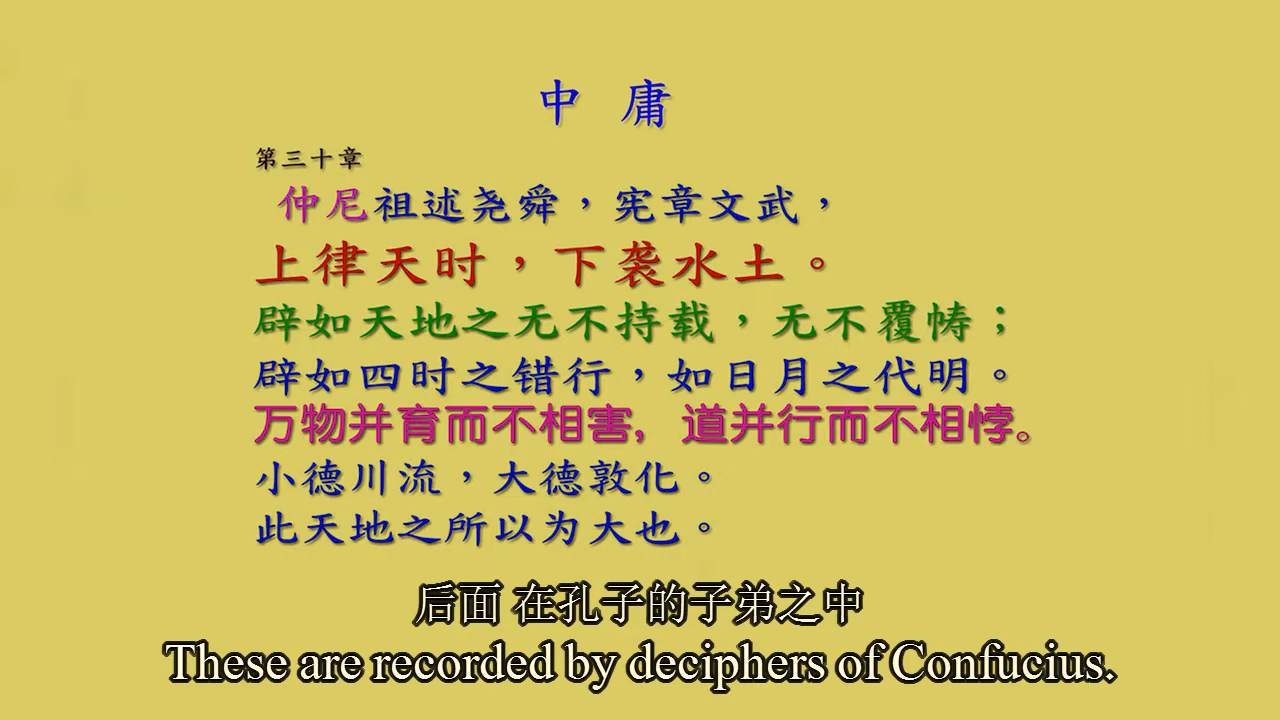 中 庸
第三十章
仲尼祖述尧舜，宪章文武，
上律天时，下袭水土。
辟如天地之无不持载，无不覆帱；
辟如四时之错行，如日月之代明。
万物并育而不相害，道并行而不相悖。
小德川流，大德敦化。
此天地之所以为大也。
后面 在孔子的子弟之中
These are recorded by deciphers of Confucius.